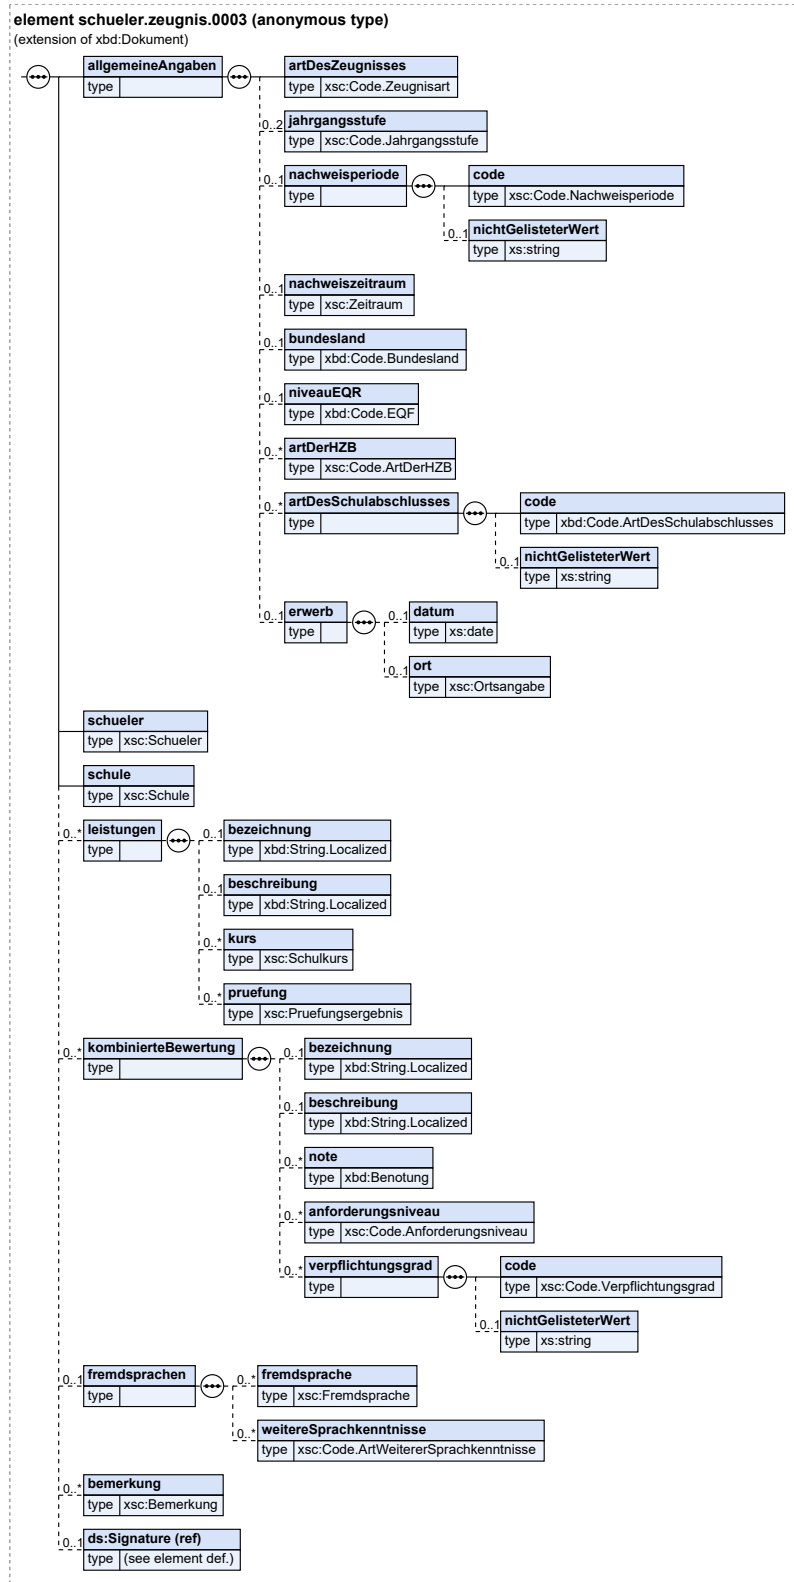 element schueler.zeugnis.0003 (anonymous type)
(extension of xbd:Dokument)
allgemeineAngaben
type
artDesZeugnisses
type xsc:Code.Zeugnisart
0..2 jahrgangsstufe
type xsc:Code.Jahrgangsstufe
0..1 nachweisperiode
type
code
type xsc:Code.Nachweisperiode
0..1 nichtGelisteterWert
type xs:string
0..1 nachweiszeitraum
type xsc:Zeitraum
0..1 bundesland
type xbd:Code.Bundesland
0..1 niveauEQR
type xbd:Code.EQF
0..* artDerHZB
type xsc:Code.ArtDerHZB
0..* artDesSchulabschlusses
type
code
type xbd:Code.ArtDesSchulabschlusses
0..1 nichtGelisteterWert
type xs:string
0..1 erwerb
type
0..1 datum
type xs:date
0..1 ort
type xsc:Ortsangabe
schueler
type xsc:Schueler
schule
type xsc:Schule
0..* leistungen
type
0..1 bezeichnung
type xbd:String.Localized
0..1 beschreibung
type xbd:String.Localized
0..* kurs
type xsc:Schulkurs
0..* pruefung
type xsc:Pruefungsergebnis
0..* kombinierteBewertung
type
0..1 bezeichnung
type xbd:String.Localized
0..1 beschreibung
type xbd:String.Localized
0..* note
type xbd:Benotung
0..* anforderungsniveau
type xsc:Code.Anforderungsniveau
0..* verpflichtungsgrad
type
code
type xsc:Code.Verpflichtungsgrad
0..1 nichtGelisteterWert
type xs:string
0..1 fremdsprachen
type
0..* fremdsprache
type xsc:Fremdsprache
0..* weitereSprachkenntnisse
type xsc:Code.ArtWeitererSprachkenntnisse
0..* bemerkung
type xsc:Bemerkung
0..1 ds:Signature (ref)
type (see element def.)